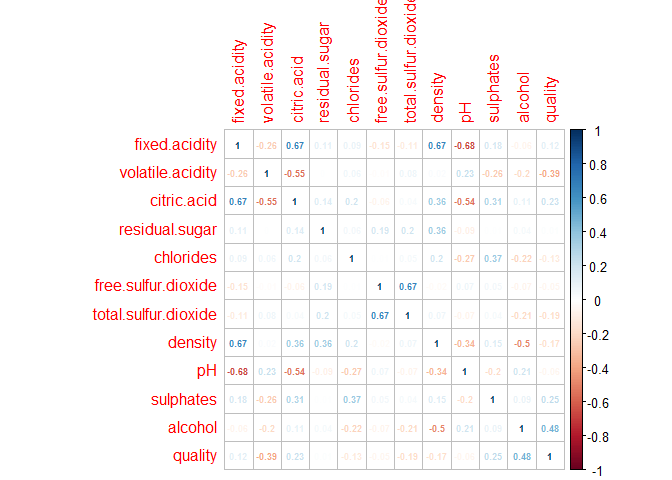 fixed.acidity volatile.acidity citric.acid residual.sugar chlorides free.sulfur.dioxide total.sulfur.dioxide density pH sulphates alcohol quality
fixed.acidity 1 -0.26 0.67 0.11 0.09 -0.15 -0.11 0.67 -0.68 0.18 0.12
volatile.acidity -0.26 1 -0.55 0.23 -0.26 -0.2 -0.39
citric.acid 0.67 -0.55 1 0.14 0.2 0.36 -0.54 0.31 0.11 0.23
residual.sugar 0.11 0.14 1 0.19 0.2 0.36
chlorides 0.09 0.2 1 0.2 -0.27 0.37 -0.22 -0.13
free.sulfur.dioxide -0.15 0.19 1 0.67
total.sulfur.dioxide -0.11 0.2 0.67 1 -0.21 -0.19
density 0.67 0.36 0.36 0.2 1 -0.34 0.15 -0.5 -0.17
pH -0.68 0.23 -0.54 -0.27 -0.34 1 -0.2 0.21
sulphates 0.18 -0.26 0.31 0.37 0.15 -0.2 1 0.09 0.25
alcohol -0.2 0.11 -0.22 -0.21 -0.5 0.21 0.09 1 0.48
quality 0.12 -0.39 0.23 -0.13 -0.19 -0.17 0.25 0.48 1
1
0.8
0.6
0.4
0.2
0
-0.2
-0.4
-0.6
-0.8
-1